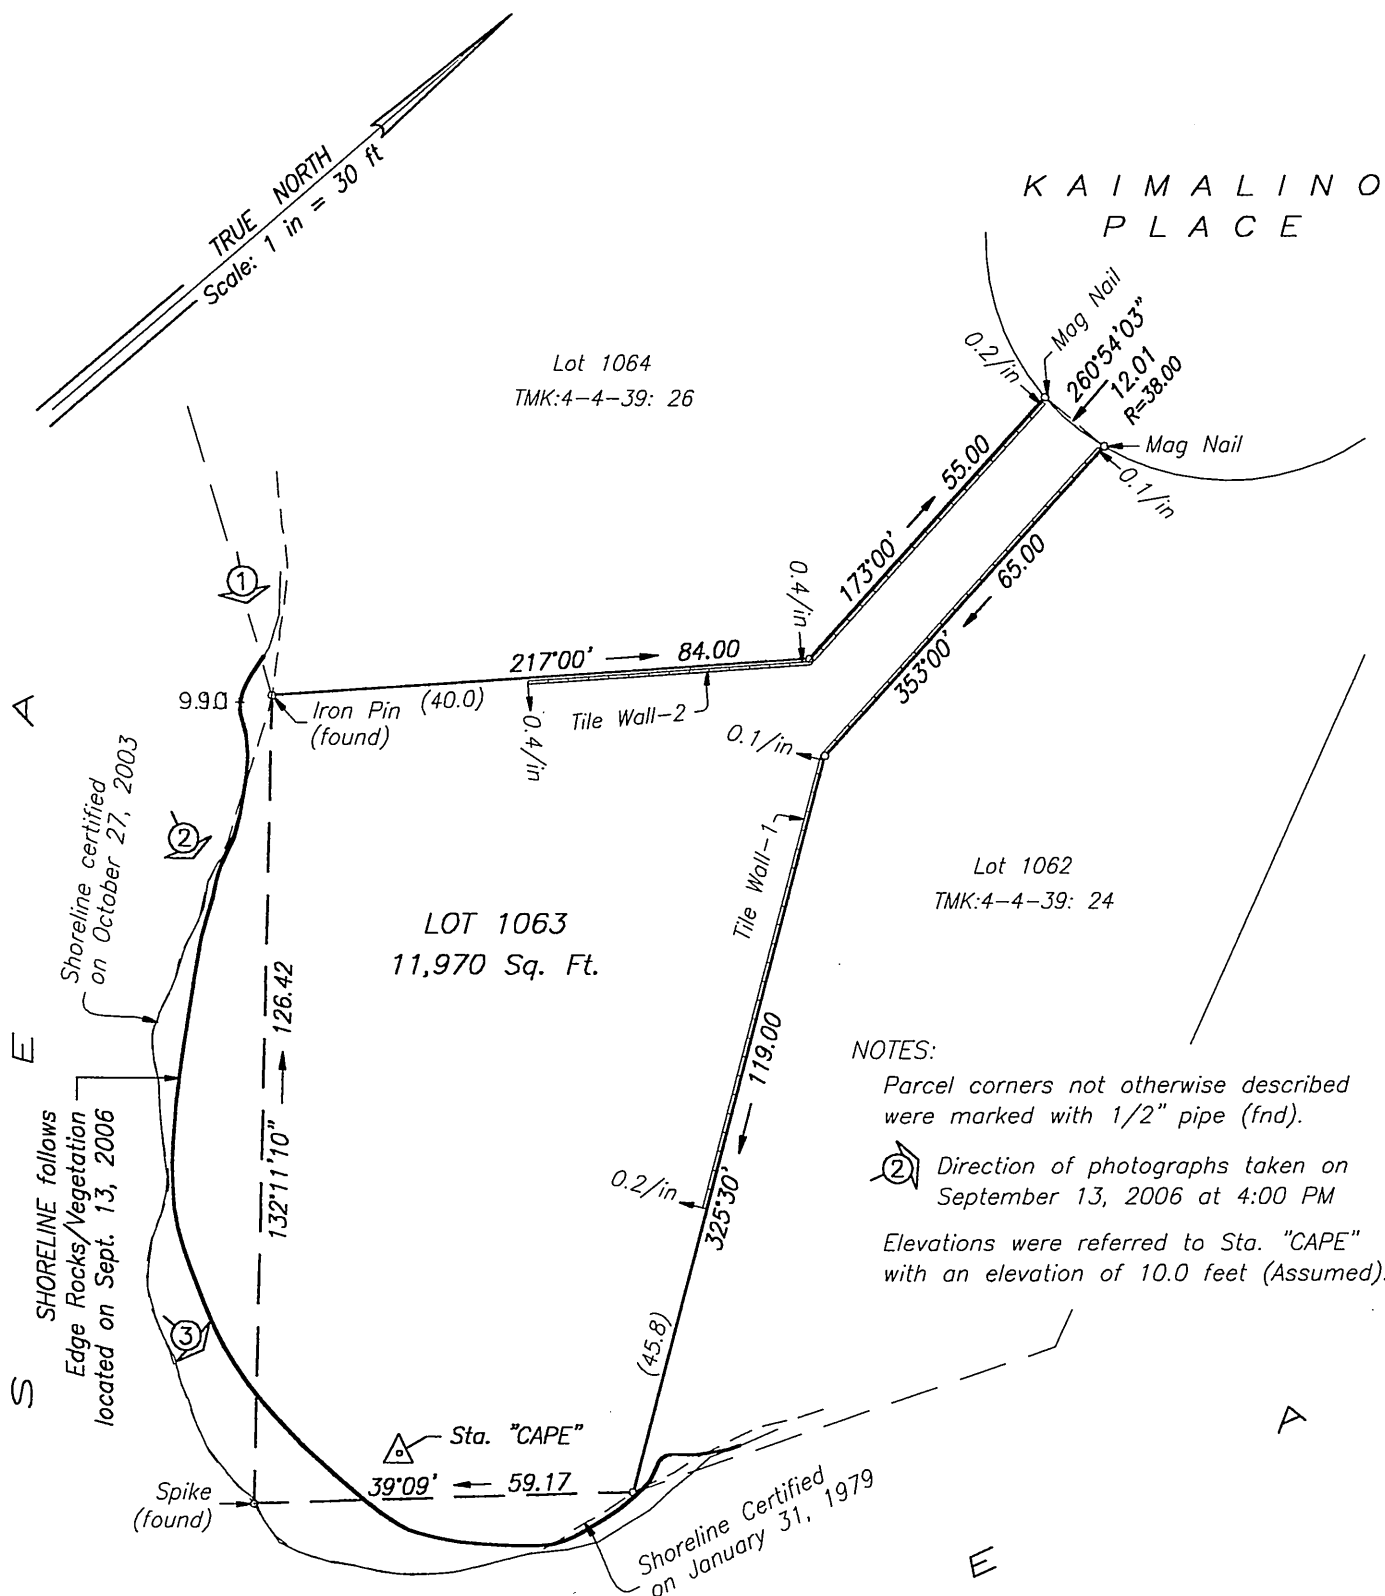 TRUE NORTH
Scale: 1 in = 30 ft
KAIMALINO
PLACE
Lot 1064
TMK:4-4-39: 26
0.2/in
Mag Nail
260°54'03"
12.01
R=38.00
Mag Nail
0.1/in
173°00' 55.00
65.00
353°00'
0.4/in
1
217°00' 84.00
(40.0)
Iron Pin
(found)
0.4/in
Tile Wall-2
0.1/in
Tile Wall-1
Shoreline certified
on October 27, 2003
2
Lot 1062
TMK:4-4-39: 24
LOT 1063
11,970 Sq. Ft.
132°11'10" 126.42
119.00
325°30'
0.2/in
(45.8)
SHORELINE follows
Edge Rocks/Vegetation
located on Sept. 13, 2006
3
NOTES:
Parcel corners not otherwise described
were marked with 1/2" pipe (fnd).
2 Direction of photographs taken on
September 13, 2006 at 4:00 PM
Elevations were referred to Sta. "CAPE"
with an elevation of 10.0 feet (Assumed).
Sta. "CAPE"
39°09' 59.17
Spike
(found)
Shoreline Certified
on January 31, 1979
S E A
E A